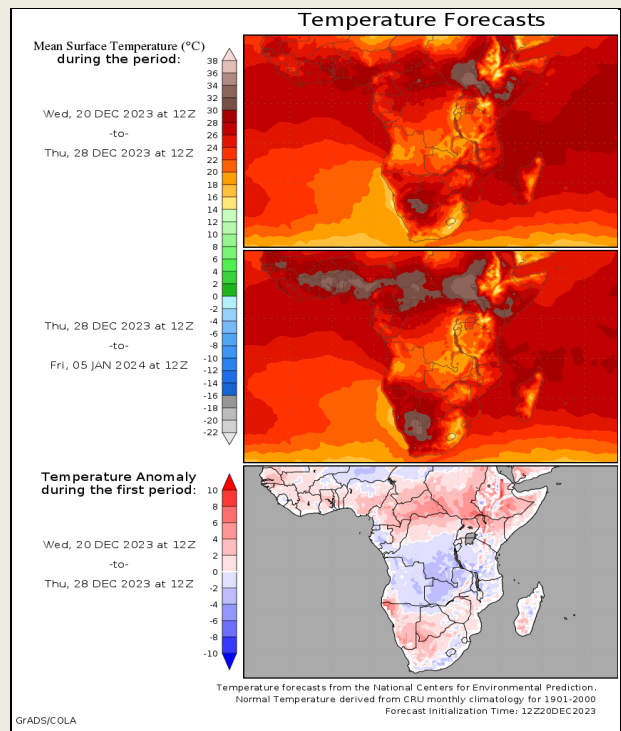 Temperature Forecasts
Mean Surface Temperature (°C)
during the period:
Wed, 20 DEC 2023 at 12Z
-to-
Thu, 28 DEC 2023 at 12Z
38
36
34
32
30
28
26
24
22
20
18
16
14
12
10
8
6
4
2
0
-2
-4
-6
-8
-10
-12
-14
-16
-18
-20
-22
Thu, 28 DEC 2023 at 12Z
-to-
Fri, 05 JAN 2024 at 12Z
Temperature Anomaly
during the first period:
Wed, 20 DEC 2023 at 12Z
-to-
Thu, 28 DEC 2023 at 12Z
10
8
6
4
2
0
-2
-4
-6
-8
-10
Temperature forecasts from the National Centers for Environmental Prediction.
Normal Temperature derived from CRU monthly climatology for 1901-2000
Forecast Initialization Time: 12Z20DEC2023
GrADS/COLA